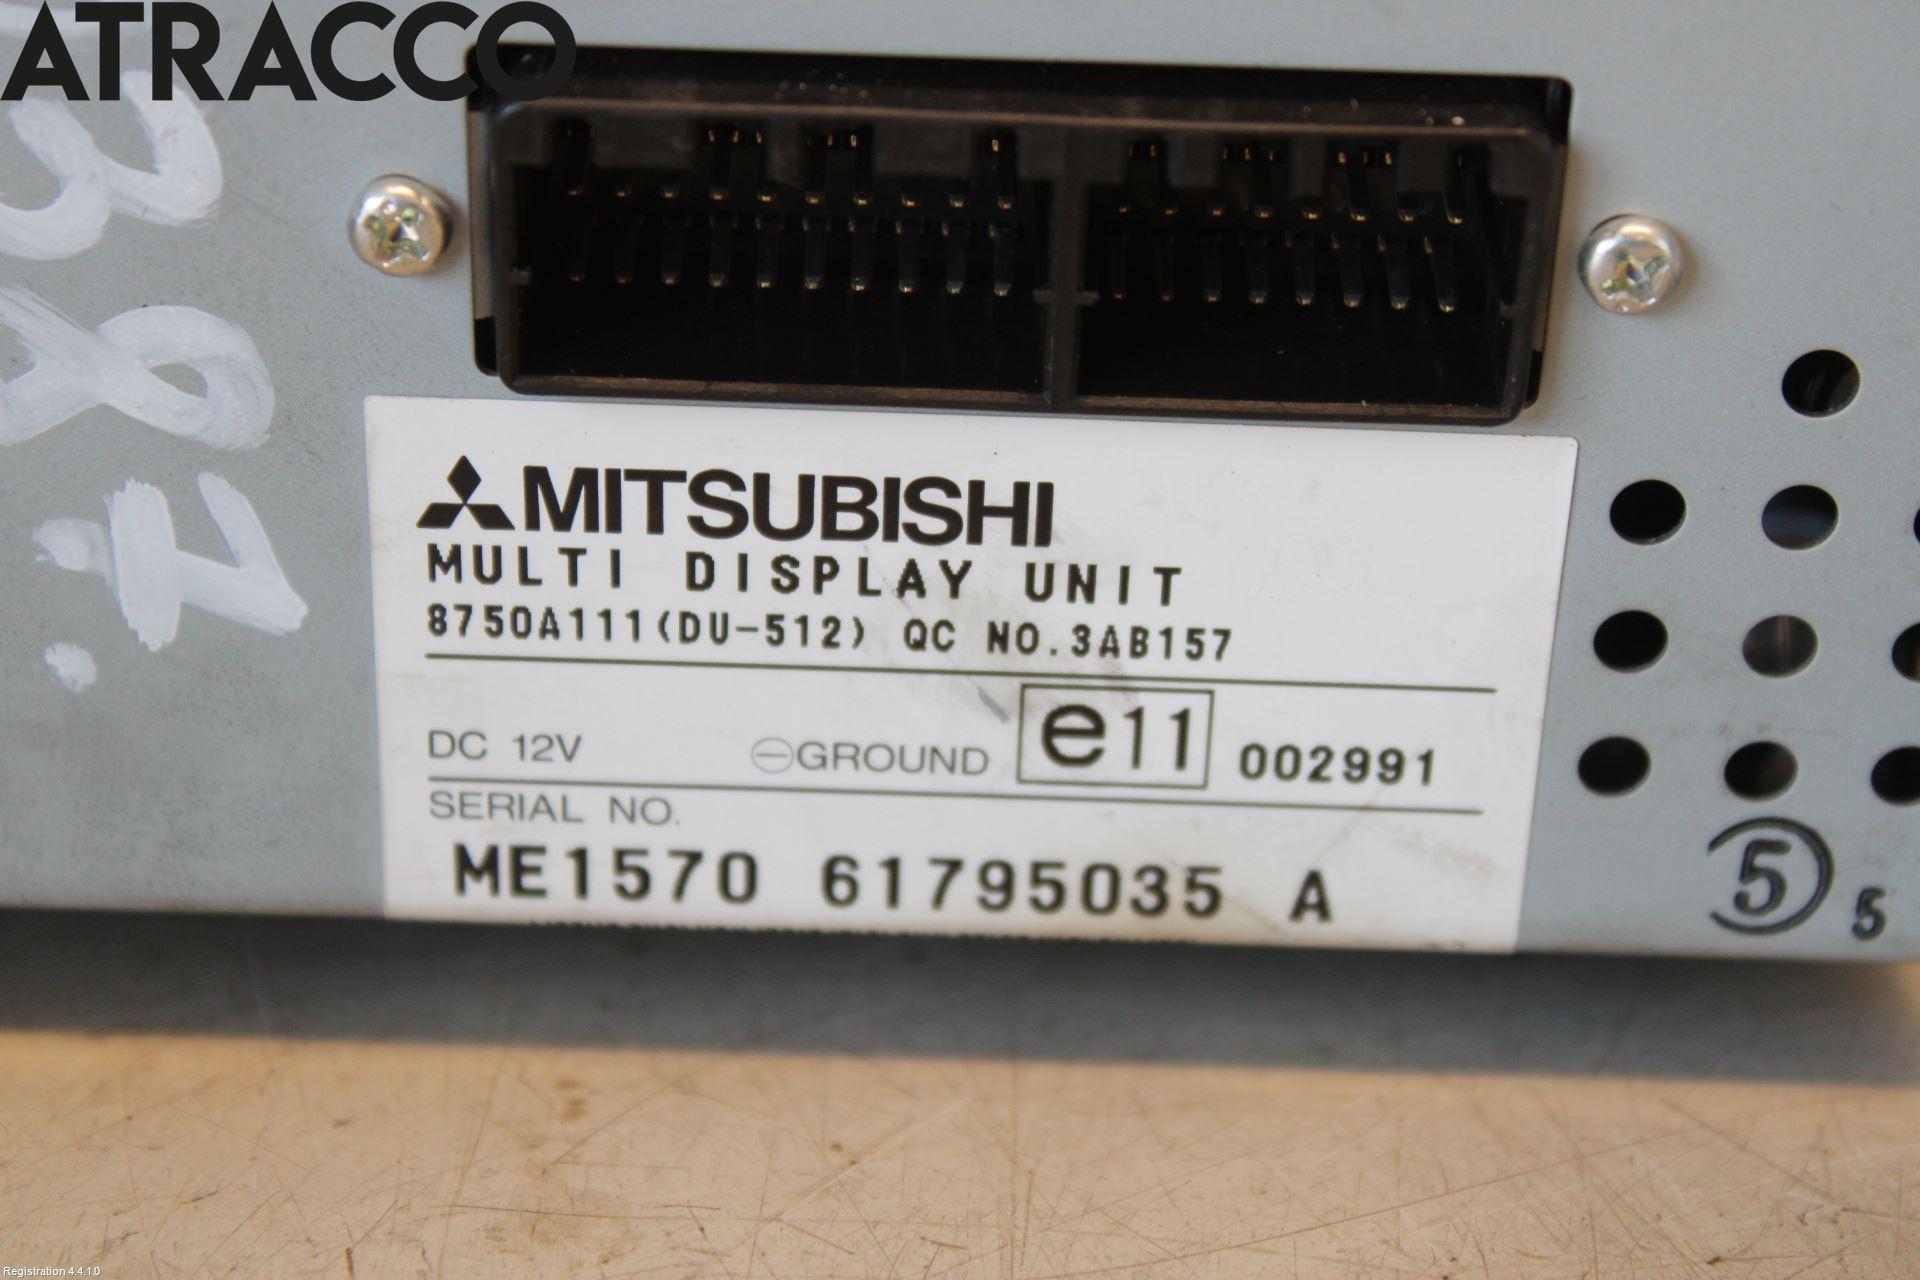 ATRACCO
MITSUBISHI
MULTI DISPLAY UNIT
8750A111(DU-512) QC NO.3AB157
DC 12V ⊖GROUND e11 002991
SERIAL NO.
ME1570 61795035 A
5 5
Registration 4.4.1.0